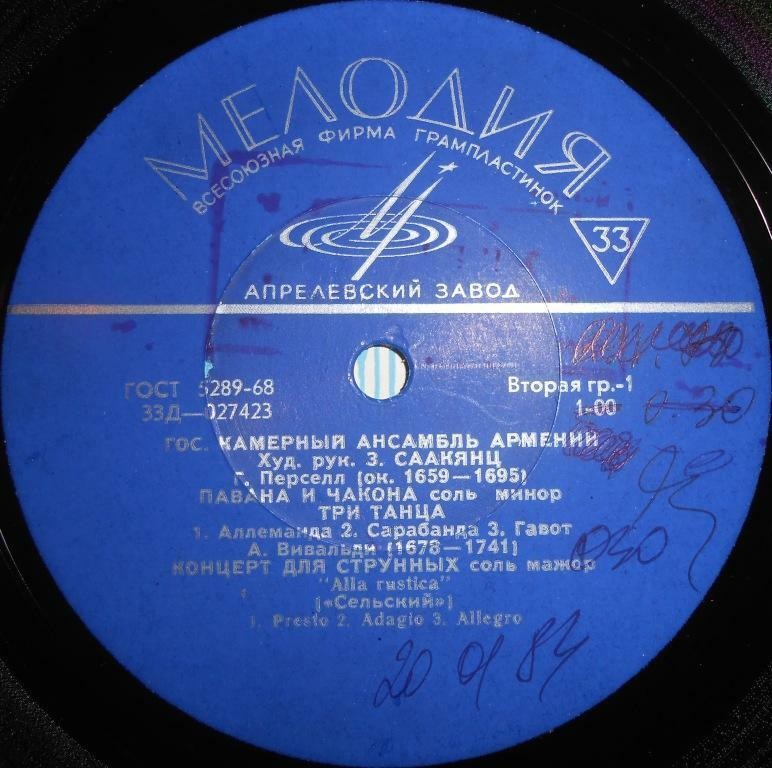 МЕЛОДИЯ
ВСЕСОЮЗНАЯ ФИРМА ГРАМПЛАСТИНОК
33
АПРЕЛЕВСКИЙ ЗАВОД
ГОСТ 5289-68
33Д—027423
Вторая гр.-1
1-00 0-30
ГОС. КАМЕРНЫЙ АНСАМБЛЬ АРМЕНИИ
Худ. рук. З. СААКЯНЦ
Г. Перселл (ок. 1659—1695)
ПАВАНА И ЧАКОНА соль минор
ТРИ ТАНЦА
1. Аллеманда 2. Сарабанда 3. Гавот
А. Вивальди (1678—1741)
КОНЦЕРТ ДЛЯ СТРУННЫХ соль мажор
"Alla rustica"
(«Сельский»)
1. Presto 2. Adagio 3. Allegro
030